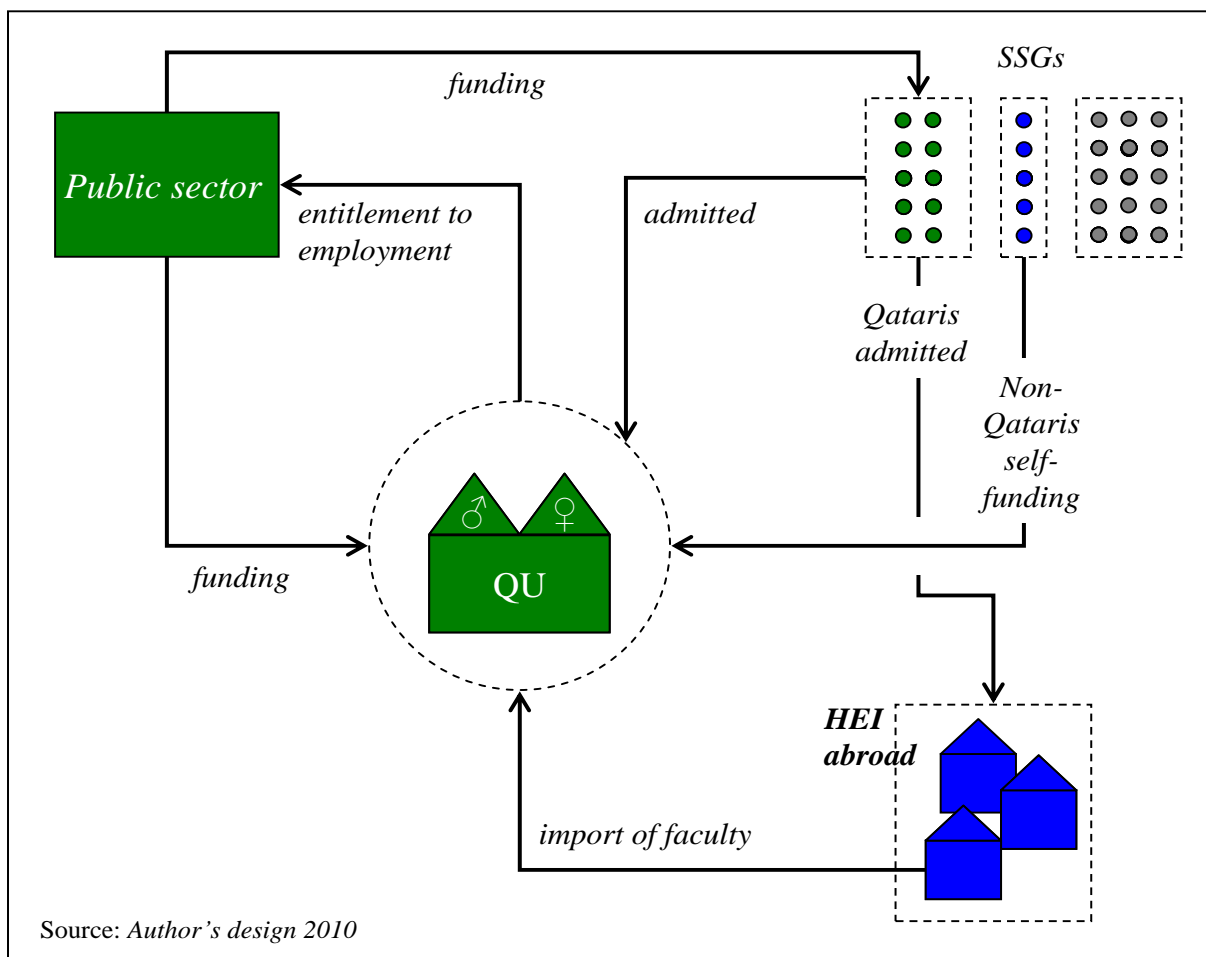 SSGs
funding
Public sector
entitlement to
employment
admitted
Qataris
admitted
Non-
Qataris
self-
funding
♂ ♀
QU
funding
HEI
abroad
import of faculty
Source: Author’s design 2010